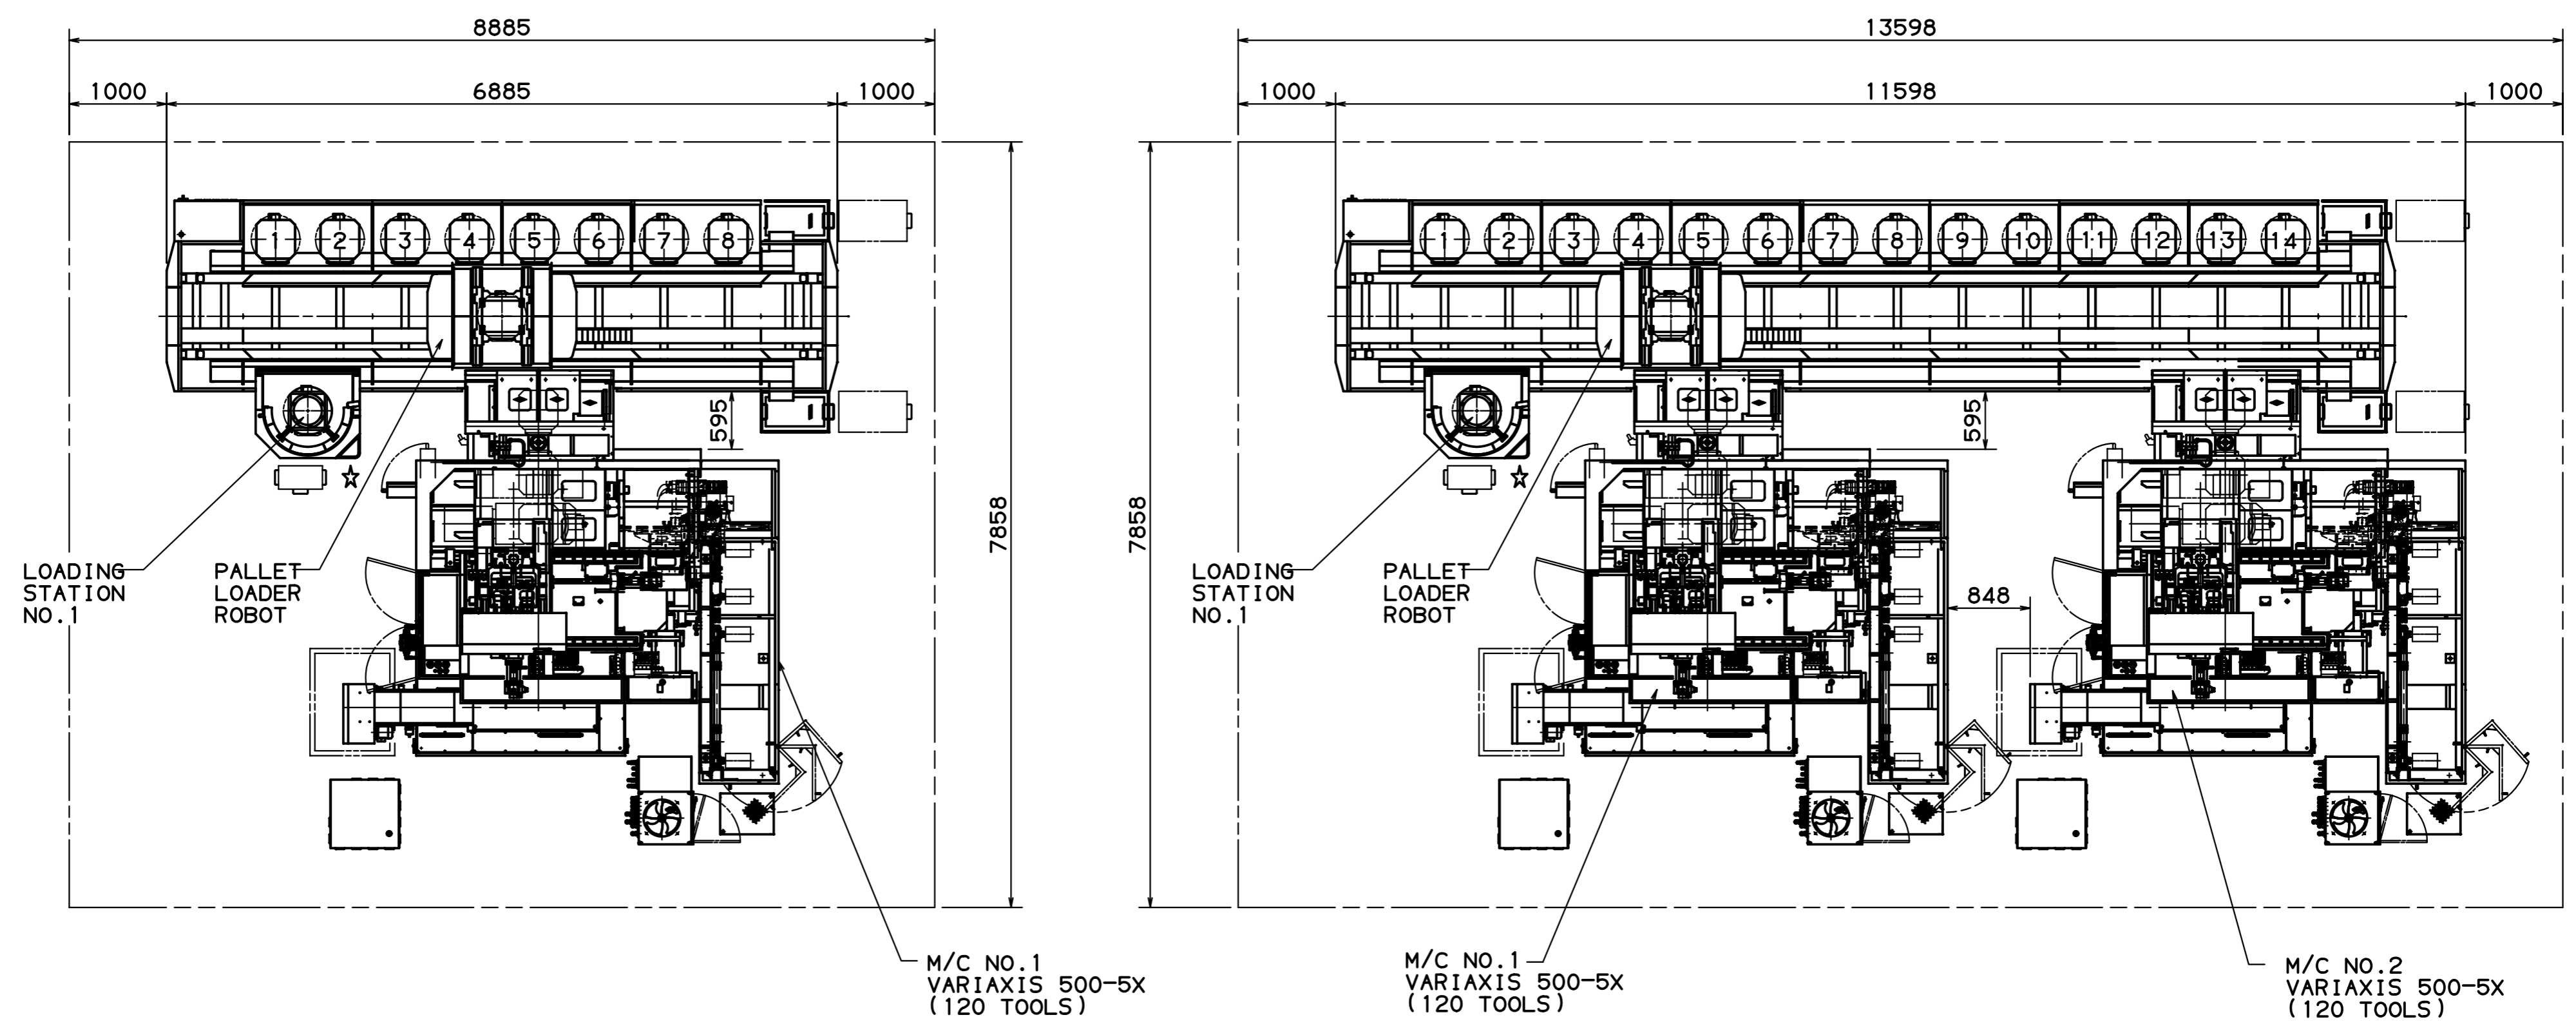 8885
13598
1000
6885
1000
1000
11598
1000
1 2 3 4 5 6 7 8
1 2 3 4 5 6 7 8 9 10 11 12 13 14
595
595
7858
7858
LOADING
STATION
NO.1
PALLET
LOADER
ROBOT
LOADING
STATION
NO.1
PALLET
LOADER
ROBOT
848
M/C NO.1
VARIAXIS 500-5X
(120 TOOLS)
M/C NO.1
VARIAXIS 500-5X
(120 TOOLS)
M/C NO.2
VARIAXIS 500-5X
(120 TOOLS)